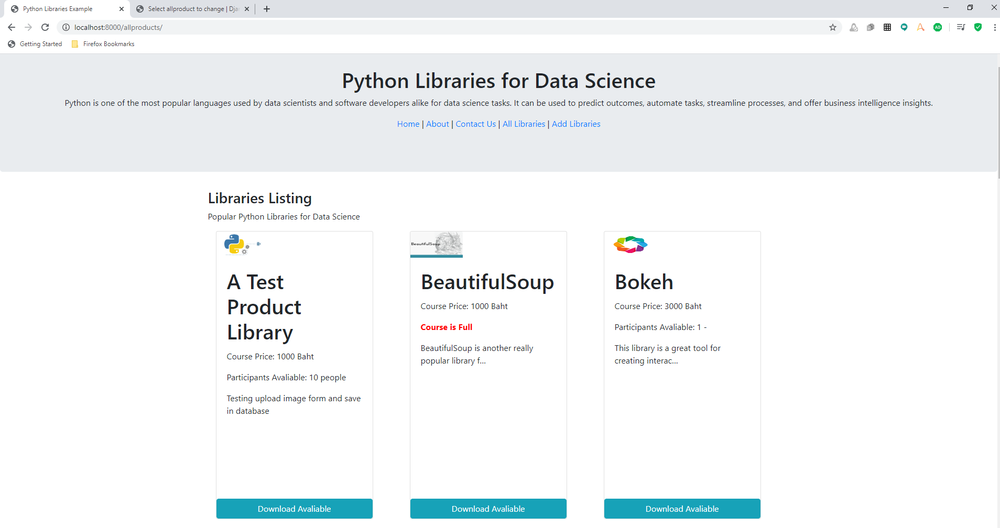 Python Libraries Example
Select allproduct to change | Dja
localhost:8000/allproducts/
AD
Getting Started
Firefox Bookmarks
Python Libraries for Data Science
Python is one of the most popular languages used by data scientists and software developers alike for data science tasks. It can be used to predict outcomes, automate tasks, streamline processes, and offer business intelligence insights.
Home | About | Contact Us | All Libraries | Add Libraries
Libraries Listing
Popular Python Libraries for Data Science
A Test
Product
Library
Course Price: 1000 Baht
Participants Avaliable: 10 people
Testing upload image form and save
in database
Download Avaliable
BeautifulSoup
BeautifulSoup
Course Price: 1000 Baht
Course is Full
BeautifulSoup is another really
popular library f...
Download Avaliable
Bokeh
Course Price: 3000 Baht
Participants Avaliable: 1 -
This library is a great tool for
creating interac...
Download Avaliable